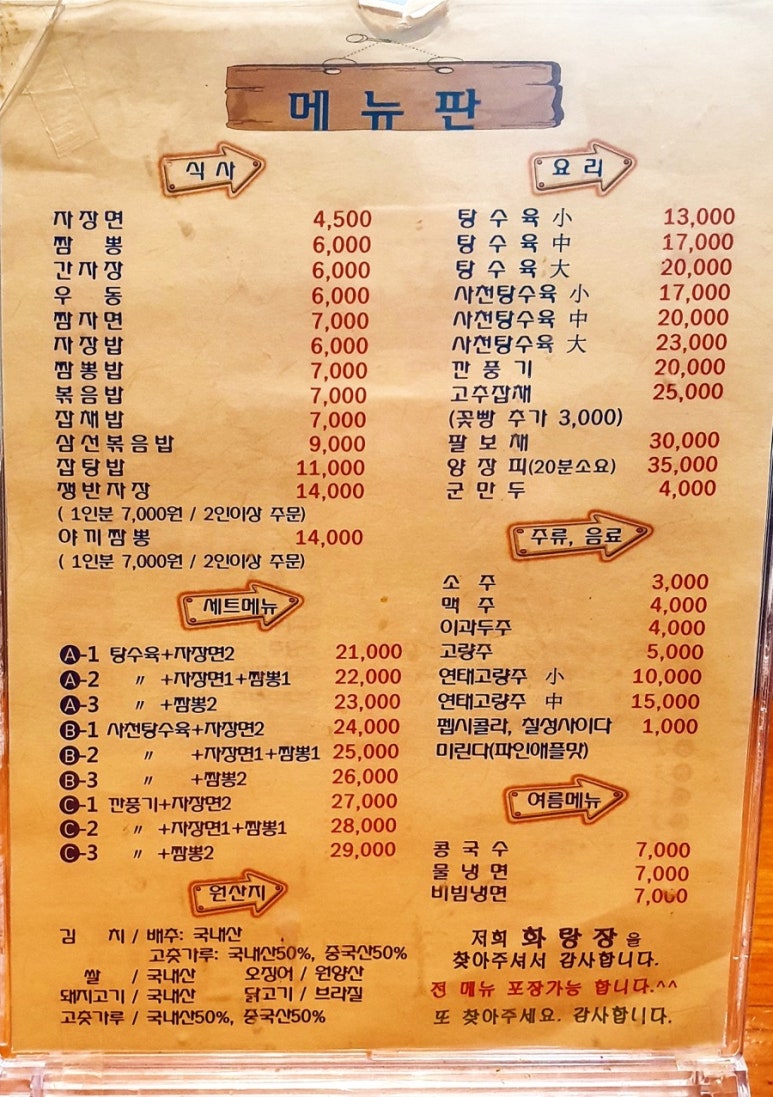 메뉴판
식사
자장면 4,500
짬 뽕 6,000
간자장 6,000
우 동 6,000
짬자면 7,000
자장밥 6,000
짬뽕밥 7,000
볶음밥 7,000
잡채밥 7,000
삼선볶음밥 9,000
잡탕밥 11,000
쟁반자장 14,000
( 1인분 7,000원 / 2인이상 주문)
야끼짬뽕 14,000
( 1인분 7,000원 / 2인이상 주문)
세트메뉴
A-1 탕수육+자장면2 21,000
A-2 〃 +자장면1+짬뽕1 22,000
A-3 〃 +짬뽕2 23,000
B-1 사천탕수육+자장면2 24,000
B-2 〃 +자장면1+짬뽕1 25,000
B-3 〃 +짬뽕2 26,000
C-1 깐풍기+자장면2 27,000
C-2 〃 +자장면1+짬뽕1 28,000
C-3 〃 +짬뽕2 29,000
원산지
김 치 / 배추: 국내산
고춧가루: 국내산50%, 중국산50%
쌀 / 국내산 오징어 / 원양산
돼지고기 / 국내산 닭고기 / 브라질
고춧가루 / 국내산50%, 중국산50%
요리
탕 수 육 小 13,000
탕 수 육 中 17,000
탕 수 육 大 20,000
사천탕수육 小 17,000
사천탕수육 中 20,000
사천탕수육 大 23,000
깐 풍 기 20,000
고추잡채 25,000
(꽃빵 추가 3,000)
팔 보 채 30,000
양 장 피(20분소요) 35,000
군 만 두 4,000
주류, 음료
소 주 3,000
맥 주 4,000
이과두주 4,000
고량주 5,000
연태고량주 小 10,000
연태고량주 中 15,000
펩시콜라, 칠성사이다 1,000
미린다(파인애플맛)
여름메뉴
콩 국 수 7,000
물 냉 면 7,000
비빔냉면 7,000
저희 화랑장을
찾아주셔서 감사합니다.
전 메뉴 포장가능 합니다.^^
또 찾아주세요. 감사합니다.